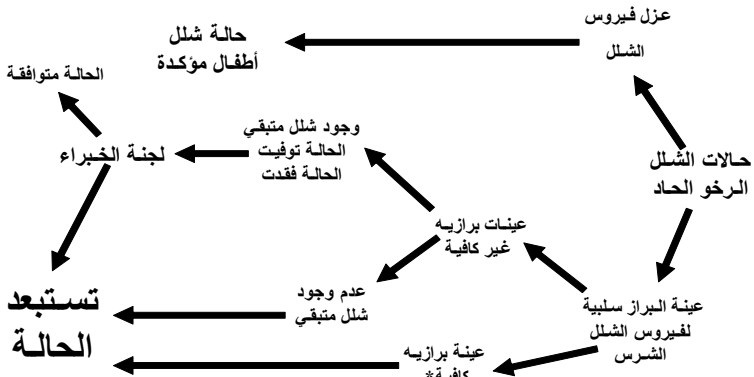 عزل فيروس
الشلل
حالة شلل
أطفال مؤكدة
الحالة متوافقة
وجود شلل متبقي
الحالة توفيت
الحالة فقدت
لجنة الخبراء
حالات الشلل
الرخو الحاد
عينات برازيه
غير كافية
عدم وجود
شلل متبقي
عينة البراز سلبية
لفيروس الشلل
الشرس
تستبعد
الحالة
عينة برازيه
كافية*